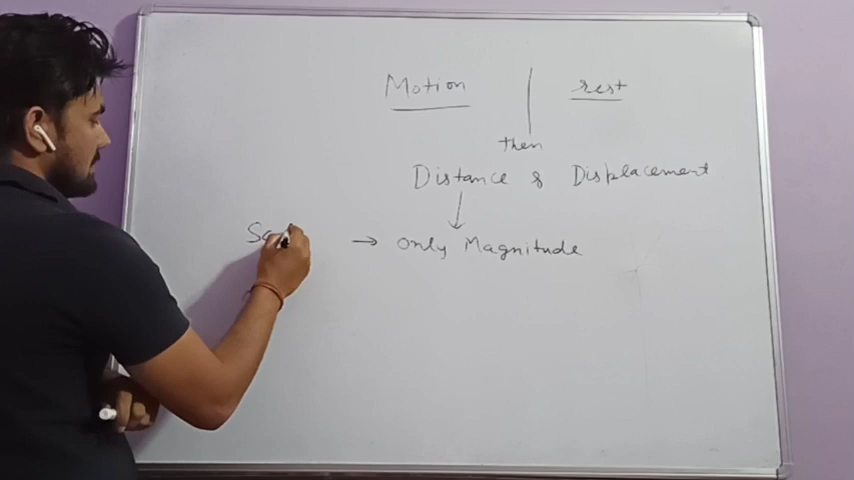 Motion | rest
then
Distance & Displacement
→ only Magnitude